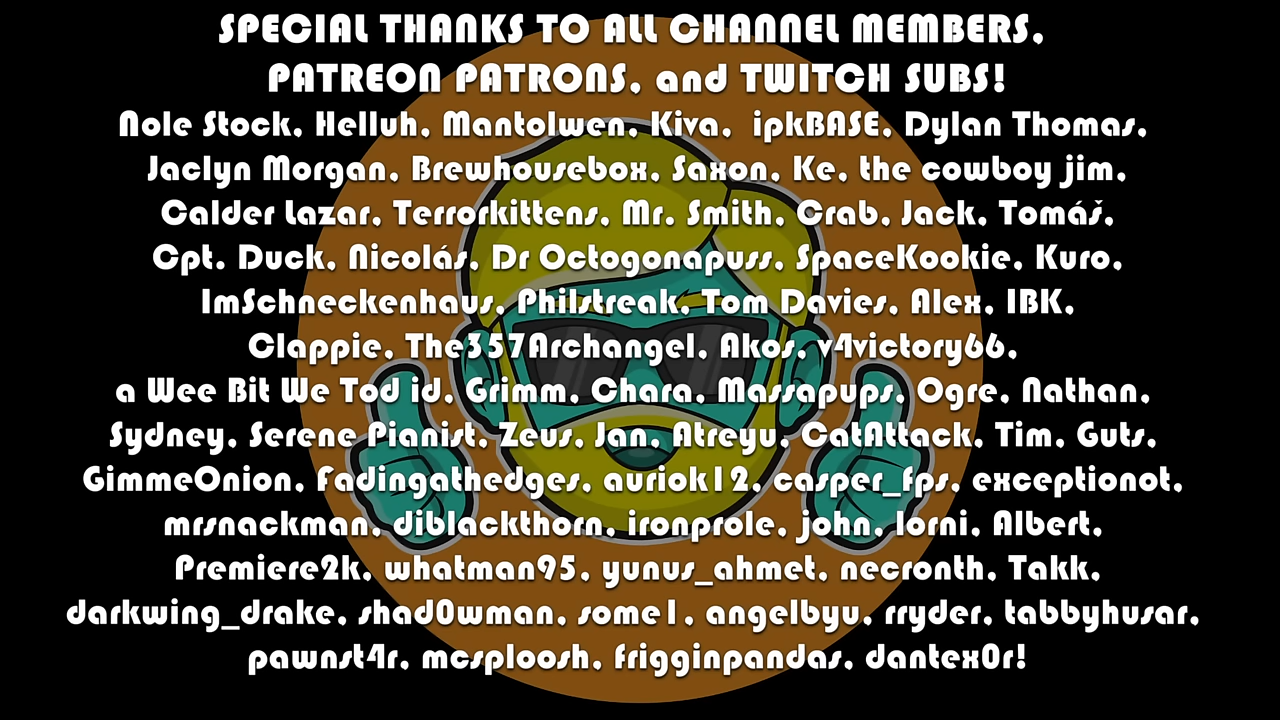 SPECIAL THANKS TO ALL CHANNEL MEMBERS,
PATREON PATRONS, and TWITCH SUBS!
Nole Stock, Helluh, Mantolwen, Kiva, ipkBASE, Dylan Thomas,
Jaclyn Morgan, Brewhousebox, Saxon, Ke, the cowboy jim,
Calder Lazar, Terrorkittens, Mr. Smith, Crab, Jack, Tomáš,
Cpt. Duck, Nicolás, Dr Octogonapuss, SpaceKookie, Kuro,
ImSchneckenhaus, Philstreak, Tom Davies, Alex, IBK,
Clappie, The357Archangel, Akos, v4victory66,
a Wee Bit We Tod id, Grimm, Chara, Massapups, Ogre, Nathan,
Sydney, Serene Pianist, Zeus, Jan, Atreyu, CatAttack, Tim, Guts,
GimmeOnion, Fadingathedges, auriok12, casper_fps, exceptionot,
mrsnackman, diblackthorn, ironprole, john, lorni, Albert,
Premiere2k, whatman95, yunus_ahmet, necronth, Takk,
darkwing_drake, shad0wman, some1, angelbyu, rryder, tabbyhusar,
pawnst4r, mcsploosh, frigginpandas, dantex0r!